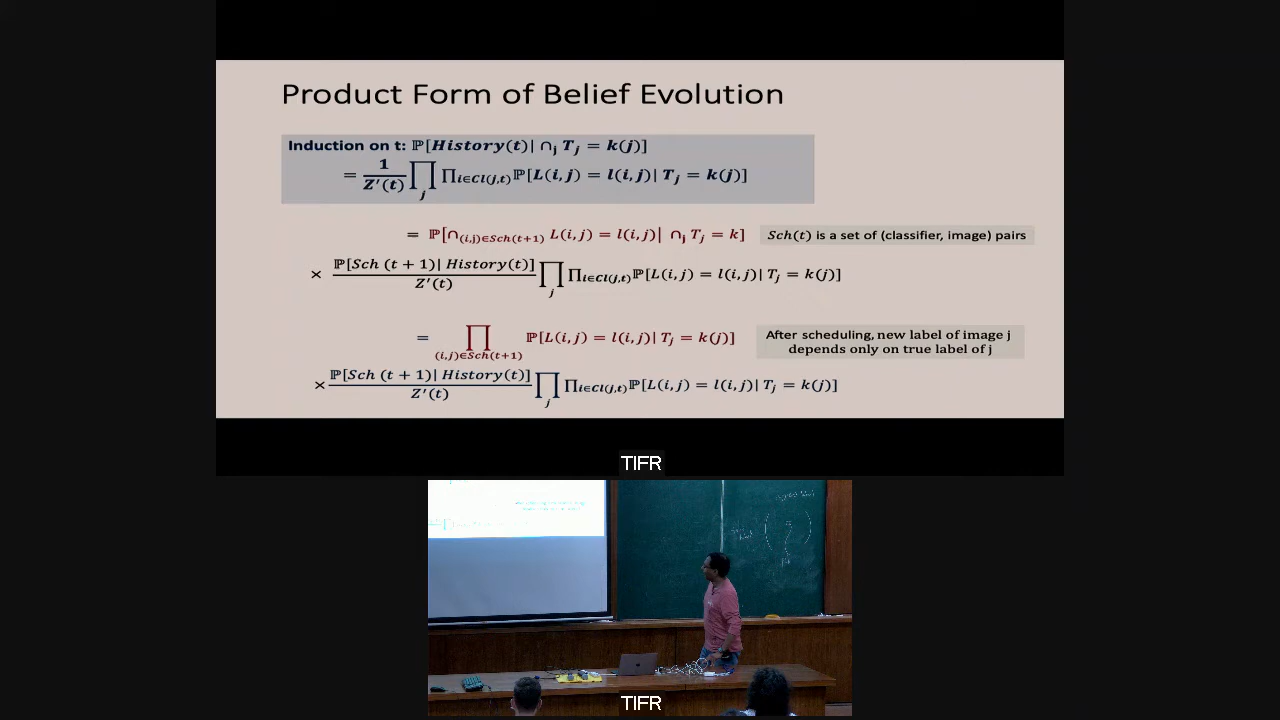 Product Form of Belief Evolution
Induction on t: ℙ[History(t)| ∩ⱼ Tⱼ = k(j)]
= 1/Z′(t) ∏ⱼ ∏_{i∈Cl(j,t)} ℙ[L(i,j) = l(i,j)| Tⱼ = k(j)]
= ℙ[∩_{(i,j)∈Sch(t+1)} L(i,j) = l(i,j)| ∩ⱼ Tⱼ = k]
Sch(t) is a set of (classifier, image) pairs
× ℙ[Sch (t+1)| History(t)]/Z′(t) ∏ⱼ ∏_{i∈Cl(j,t)} ℙ[L(i,j) = l(i,j)| Tⱼ = k(j)]
= ∏_{(i,j)∈Sch(t+1)} ℙ[L(i,j) = l(i,j)| Tⱼ = k(j)]
After scheduling, new label of image j
depends only on true label of j
× ℙ[Sch (t+1)| History(t)]/Z′(t) ∏ⱼ ∏_{i∈Cl(j,t)} ℙ[L(i,j) = l(i,j)| Tⱼ = k(j)]
TIFR
TIFR